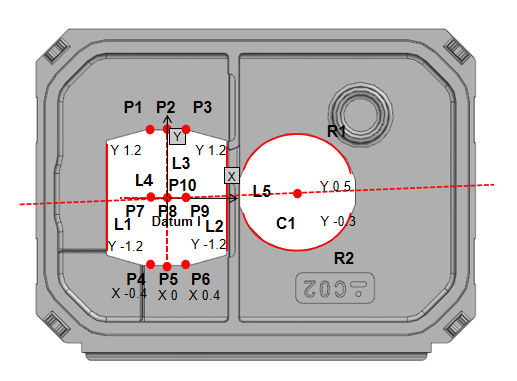 P1 P2 P3
R1
Y
Y 1.2 Y 1.2
L3
X
L4 P10 L5 Y 0.5
P7 P8 P9
Datum I
L1 L2 C1 Y -0.3
Y -1.2 Y -1.2
R2
P4 P5 P6
X -0.4 X 0 X 0.4
C02